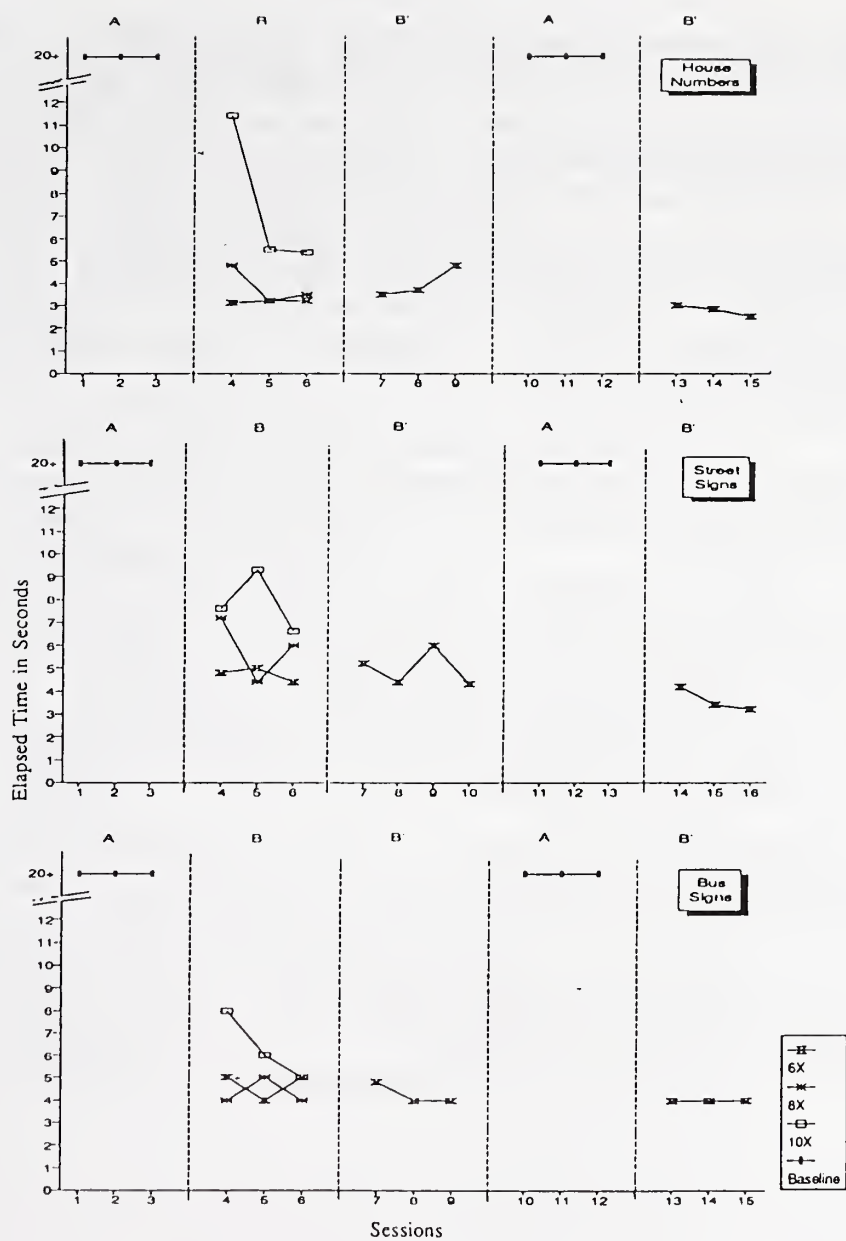 A R B' A B'
20+
House
Numbers
12
11
10
9
8
7
6
5
4
3
2
1
0
1 2 3 4 5 6 7 8 9 10 11 12 13 14 15
A B B' A B'
20+
Street
Signs
12
11
10
9
8
7
6
5
4
3
2
1
0
1 2 3 4 5 6 7 8 9 10 11 12 13 14 15 16
Elapsed Time in Seconds
A B B' A B'
20+
Bus
Signs
12
11
10
9
8
7
6
5
4
3
2
1
0
1 2 3 4 5 6 7 8 9 10 11 12 13 14 15
Sessions
6X
8X
10X
Baseline